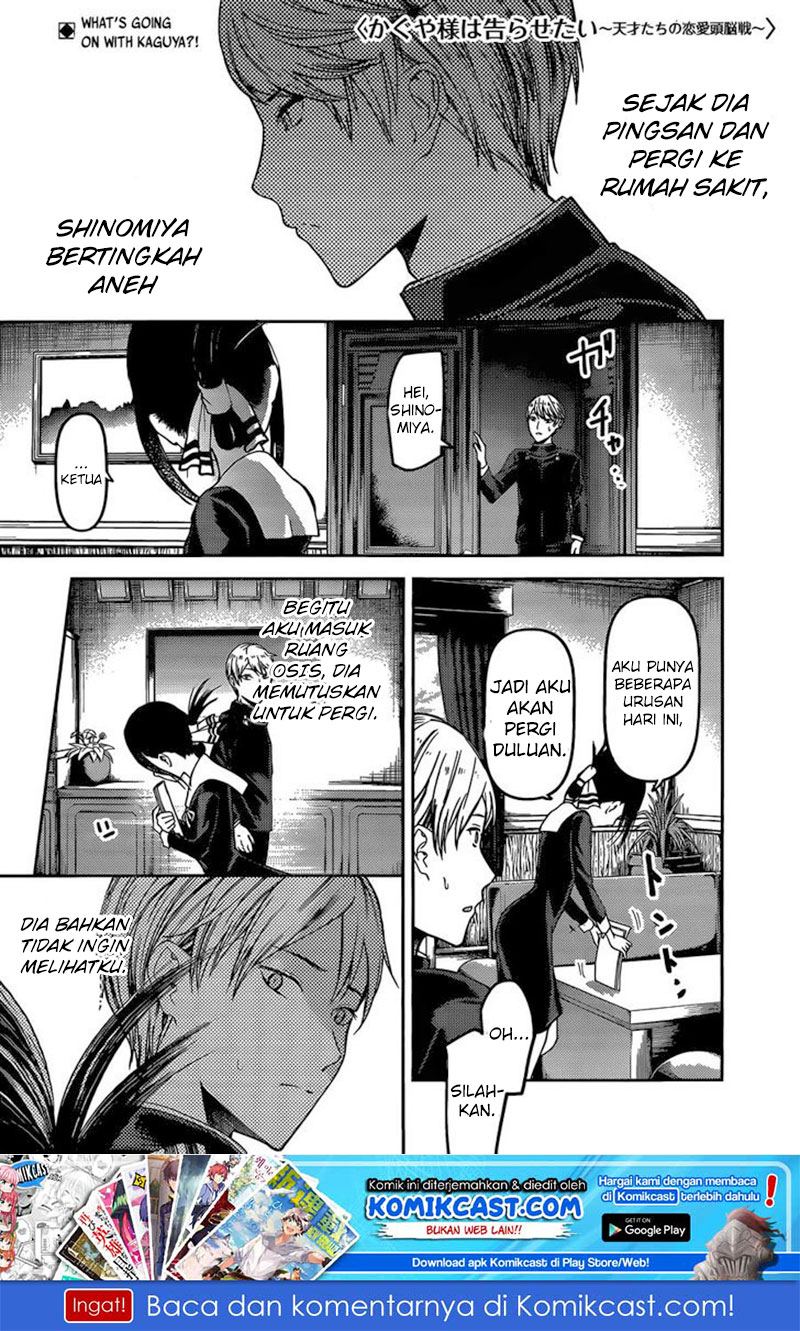 WHAT'S GOING
ON WITH KAGUYA?!
〈かぐや様は告らせたい～天才たちの恋愛頭脳戦～〉
SEJAK DIA
PINGSAN DAN
PERGI KE
RUMAH SAKIT,
SHINOMIYA
BERTINGKAH
ANEH
ガチャ…
HEI,
SHINO-
MIYA.
...
KETUA
AKU PUNYA
BEBERAPA
URUSAN
HARI INI,
JADI AKU
AKAN
PERGI
DULUAN.
トントン
OH...
SILAH-
KAN.
BEGITU
AKU MASUK
RUANG
OSIS, DIA
MEMUTUSKAN
UNTUK PERGI.
DIA BAHKAN
TIDAK INGIN
MELIHATKU.
KOMIKCAST
Komik ini diterjemahkan & diedit oleh
KOMIKCAST.COM
BUKAN WEB LAIN!!
Hargai kami dengan membaca
di Komikcast terlebih dahulu !
GET IT ON
Google Play
Download apk Komikcast di Play Store/Web!
Ingat! Baca dan komentarnya di Komikcast.com!